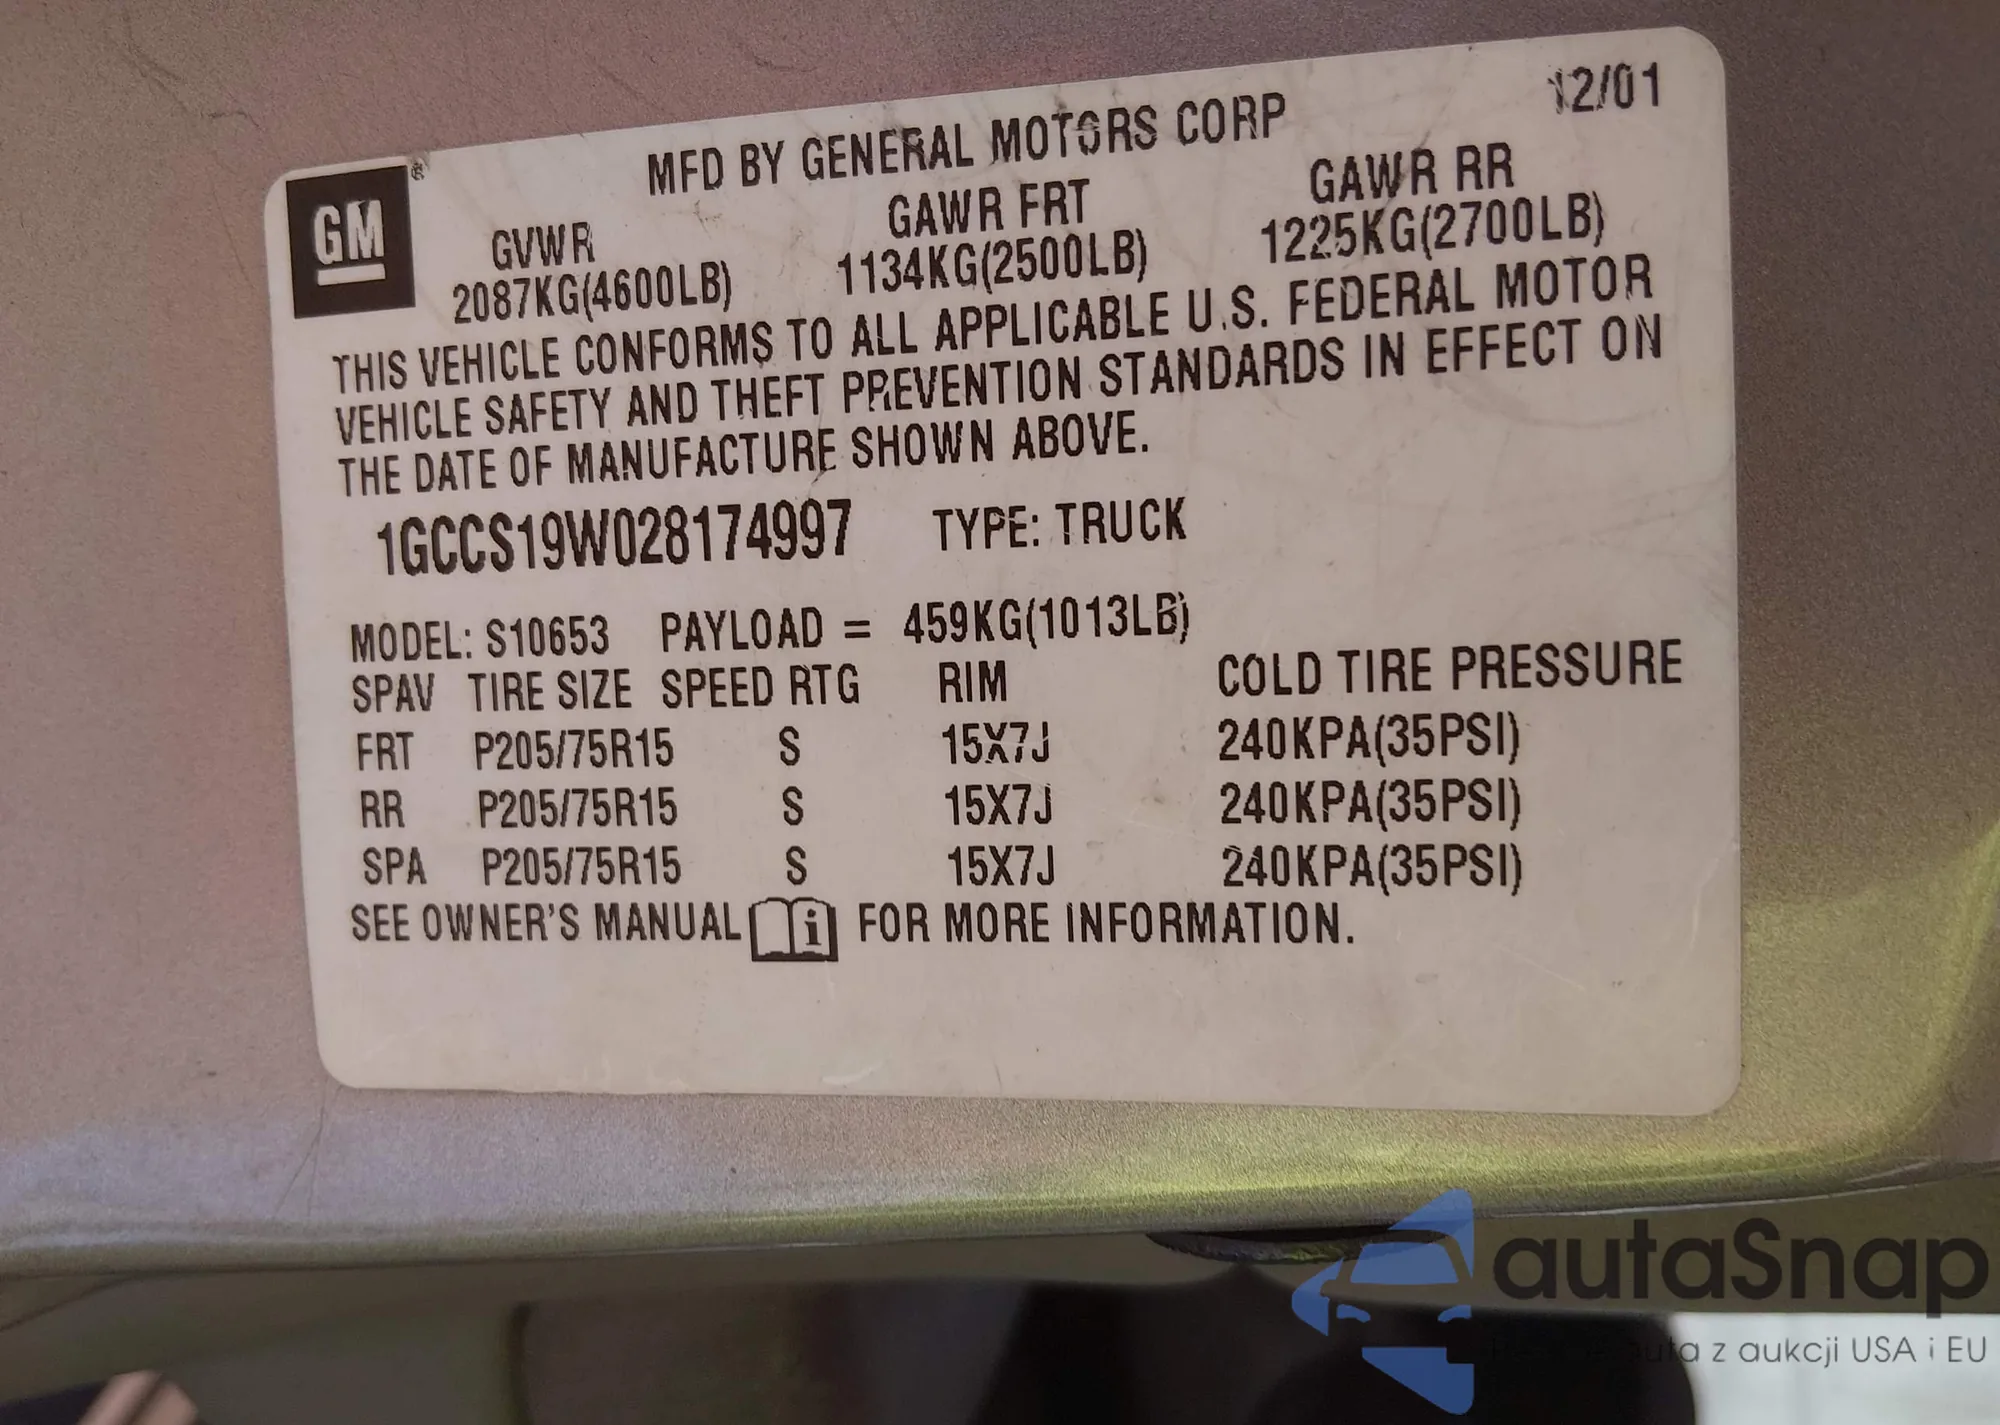 12/01
MFD BY GENERAL MOTORS CORP
GM ®
GVWR GAWR FRT GAWR RR
2087KG(4600LB) 1134KG(2500LB) 1225KG(2700LB)
THIS VEHICLE CONFORMS TO ALL APPLICABLE U.S. FEDERAL MOTOR
VEHICLE SAFETY AND THEFT PREVENTION STANDARDS IN EFFECT ON
THE DATE OF MANUFACTURE SHOWN ABOVE.
1GCCS19W028174997 TYPE: TRUCK
MODEL: S10653 PAYLOAD = 459KG(1013LB)
SPAV TIRE SIZE SPEED RTG RIM COLD TIRE PRESSURE
FRT P205/75R15 S 15X7J 240KPA(35PSI)
RR P205/75R15 S 15X7J 240KPA(35PSI)
SPA P205/75R15 S 15X7J 240KPA(35PSI)
SEE OWNER'S MANUAL i FOR MORE INFORMATION.
autaSnap
auta z aukcji USA i EU